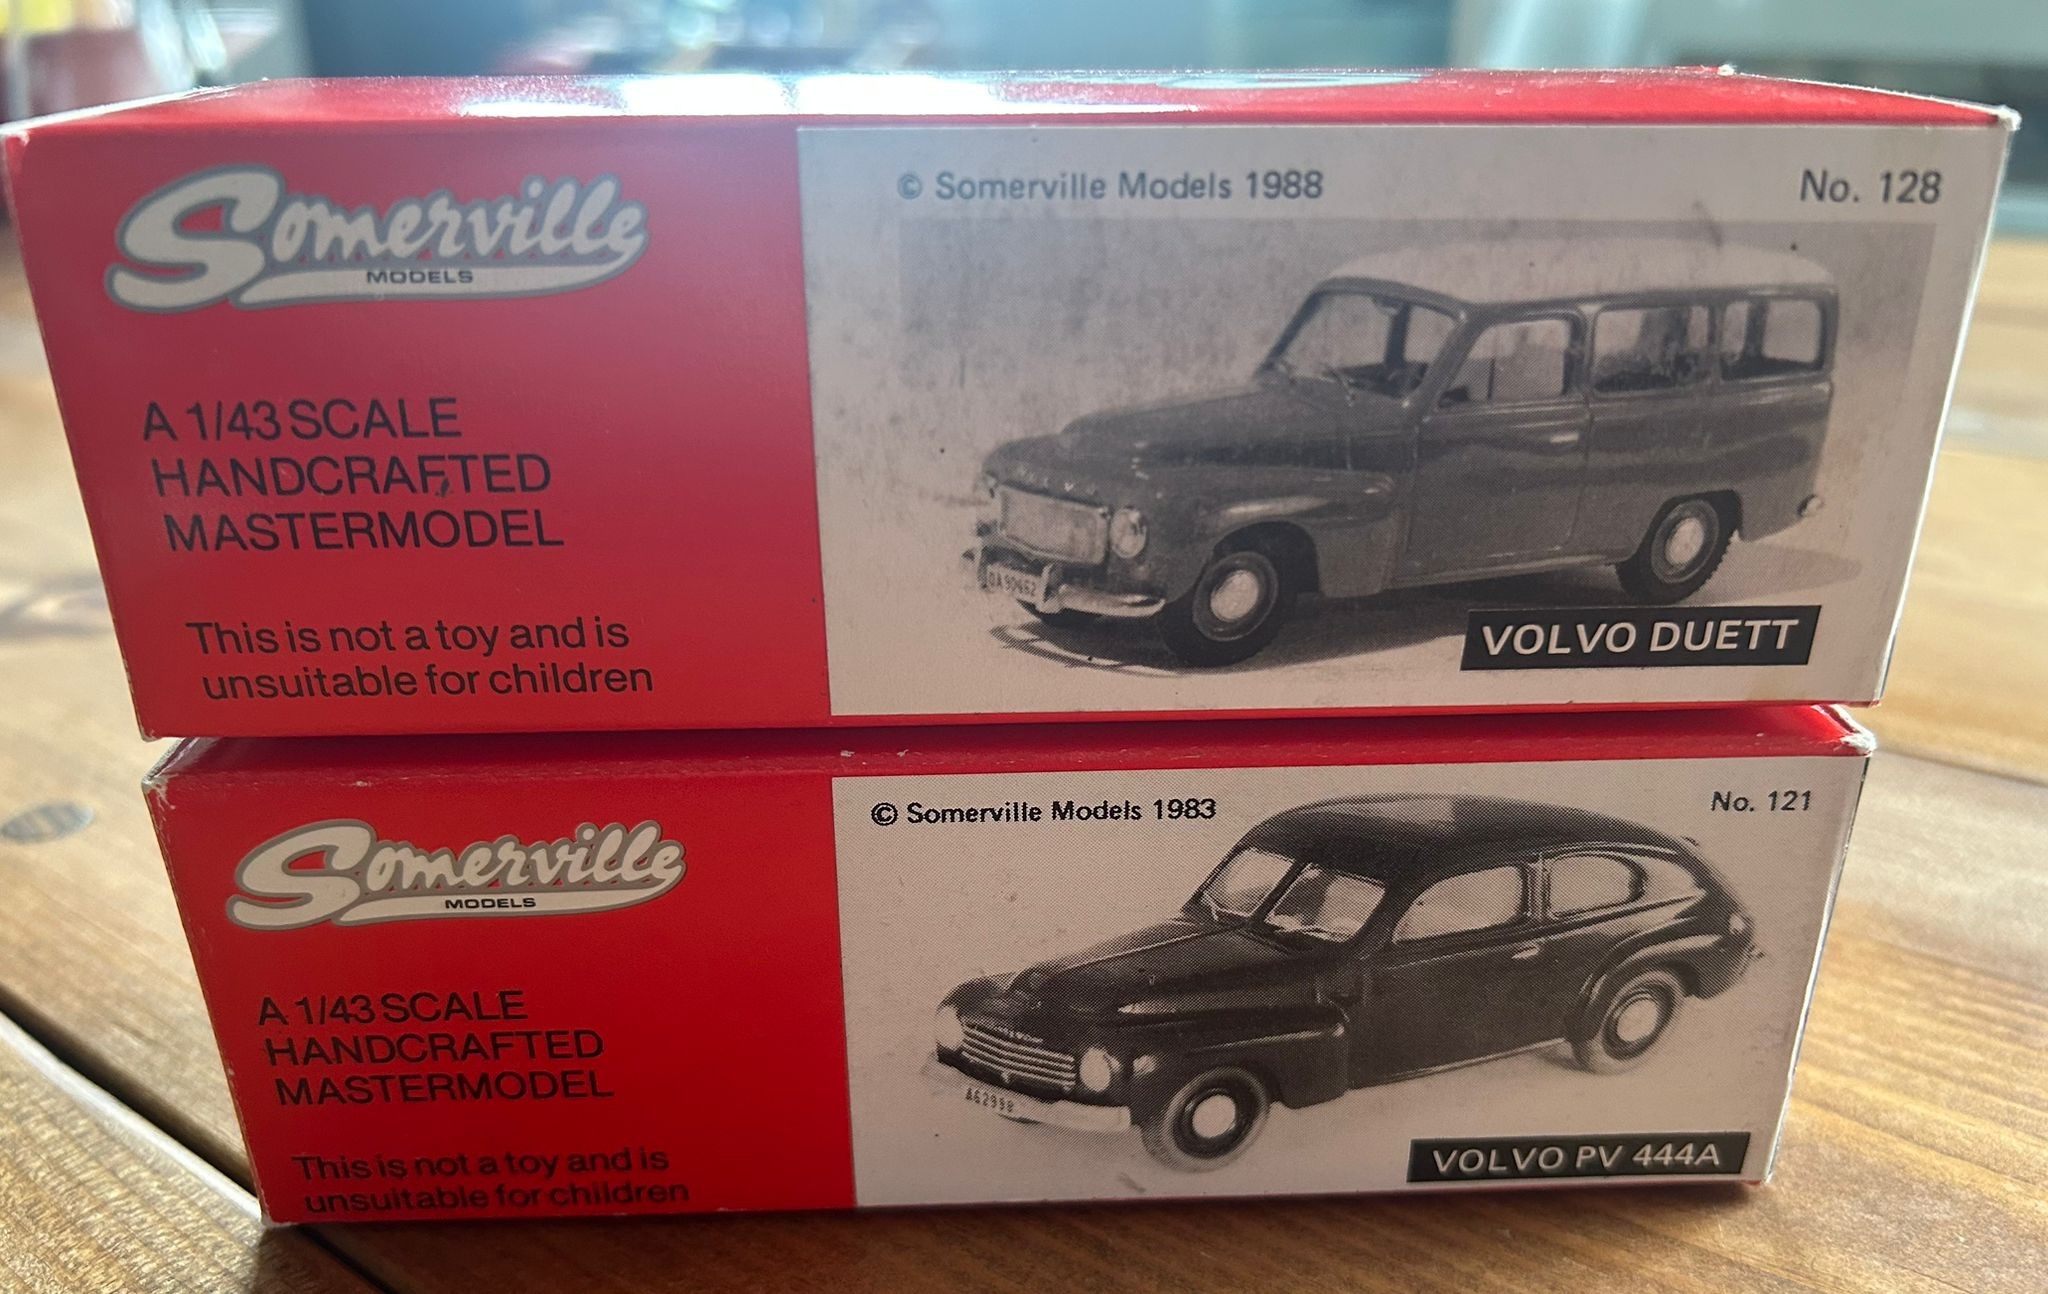 Somerville
MODELS
A 1/43 SCALE
HANDCRAFTED
MASTERMODEL
This is not a toy and is
unsuitable for children
© Somerville Models 1988
No. 128
VOLVO
VOLVO DUETT
Somerville
MODELS
A 1/43 SCALE
HANDCRAFTED
MASTERMODEL
This is not a toy and is
unsuitable for children
© Somerville Models 1983
No. 121
A62998
VOLVO PV 444A